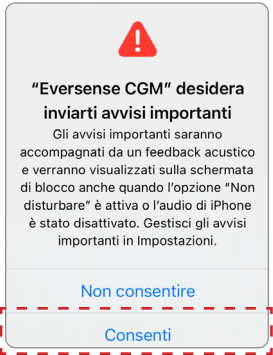 “Eversense CGM” desidera
inviarti avvisi importanti
Gli avvisi importanti saranno
accompagnati da un feedback acustico
e verranno visualizzati sulla schermata
di blocco anche quando l’opzione “Non
disturbare” è attiva o l’audio di iPhone
è stato disattivato. Gestisci gli avvisi
importanti in Impostazioni.
Non consentire
Consenti